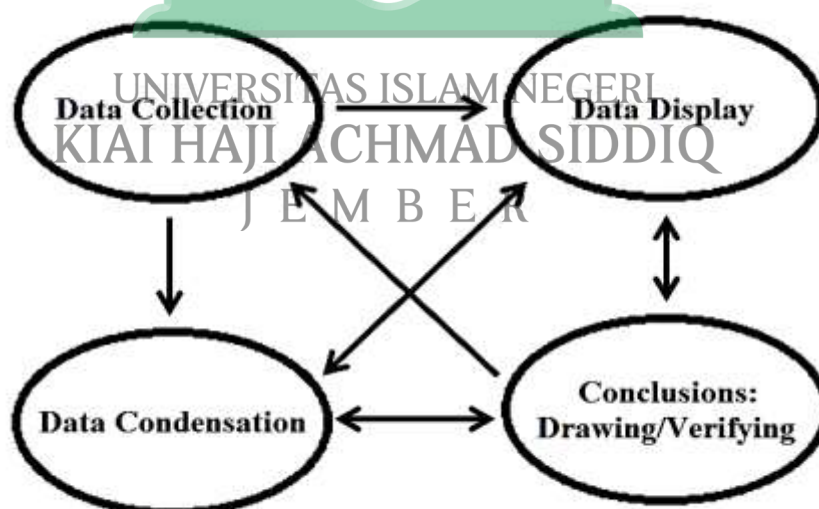 UNIVERSITAS ISLAM NEGERI
Data Collection
Data Display
KIAI HAJI ACHMAD SIDDIQ
J E M B E R
Data Condensation
Conclusions:
Drawing/Verifying